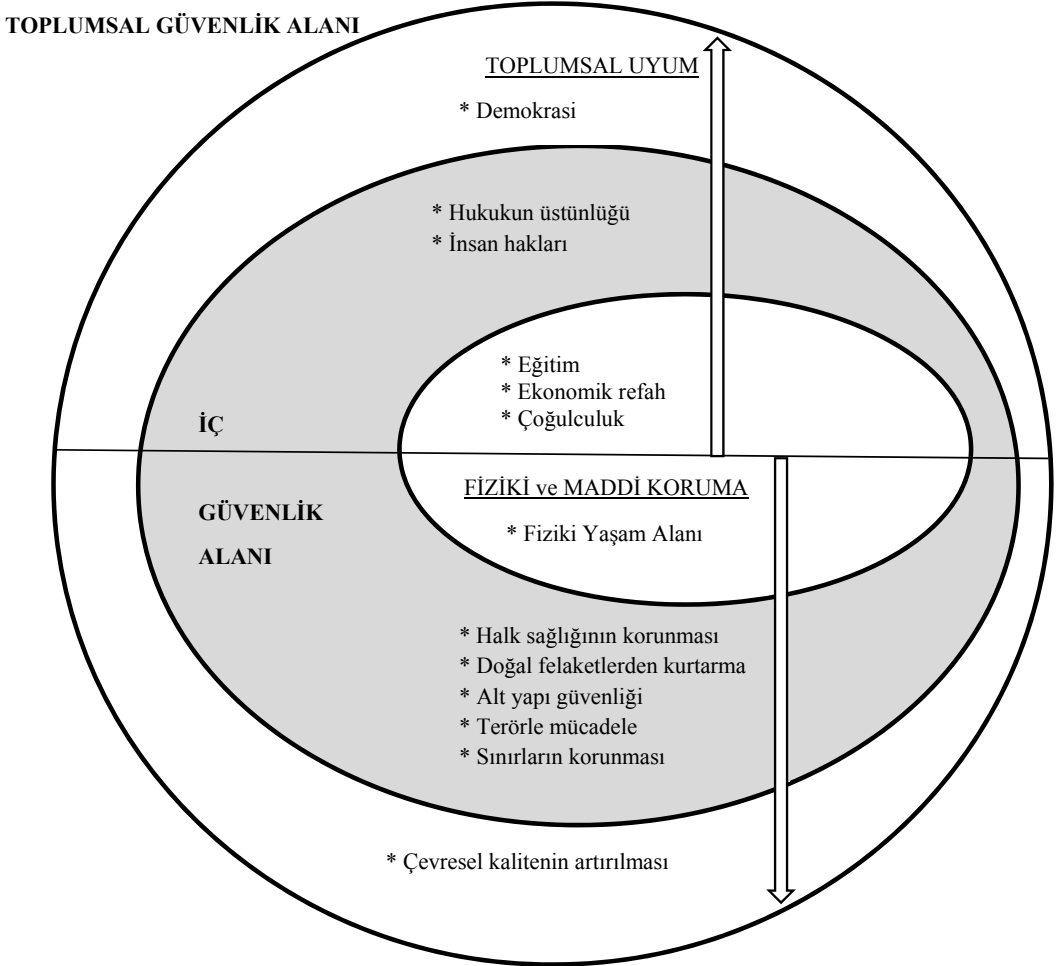 TOPLUMSAL GÜVENLİK ALANI
TOPLUMSAL UYUM
* Demokrasi
* Hukukun üstünlüğü
* İnsan hakları
* Eğitim
* Ekonomik refah
* Çoğulculuk
İÇ
GÜVENLİK
ALANI
FİZİKİ ve MADDİ KORUMA
* Fiziki Yaşam Alanı
* Halk sağlığının korunması
* Doğal felaketlerden kurtarma
* Alt yapı güvenliği
* Terörle mücadele
* Sınırların korunması
* Çevresel kalitenin artırılması